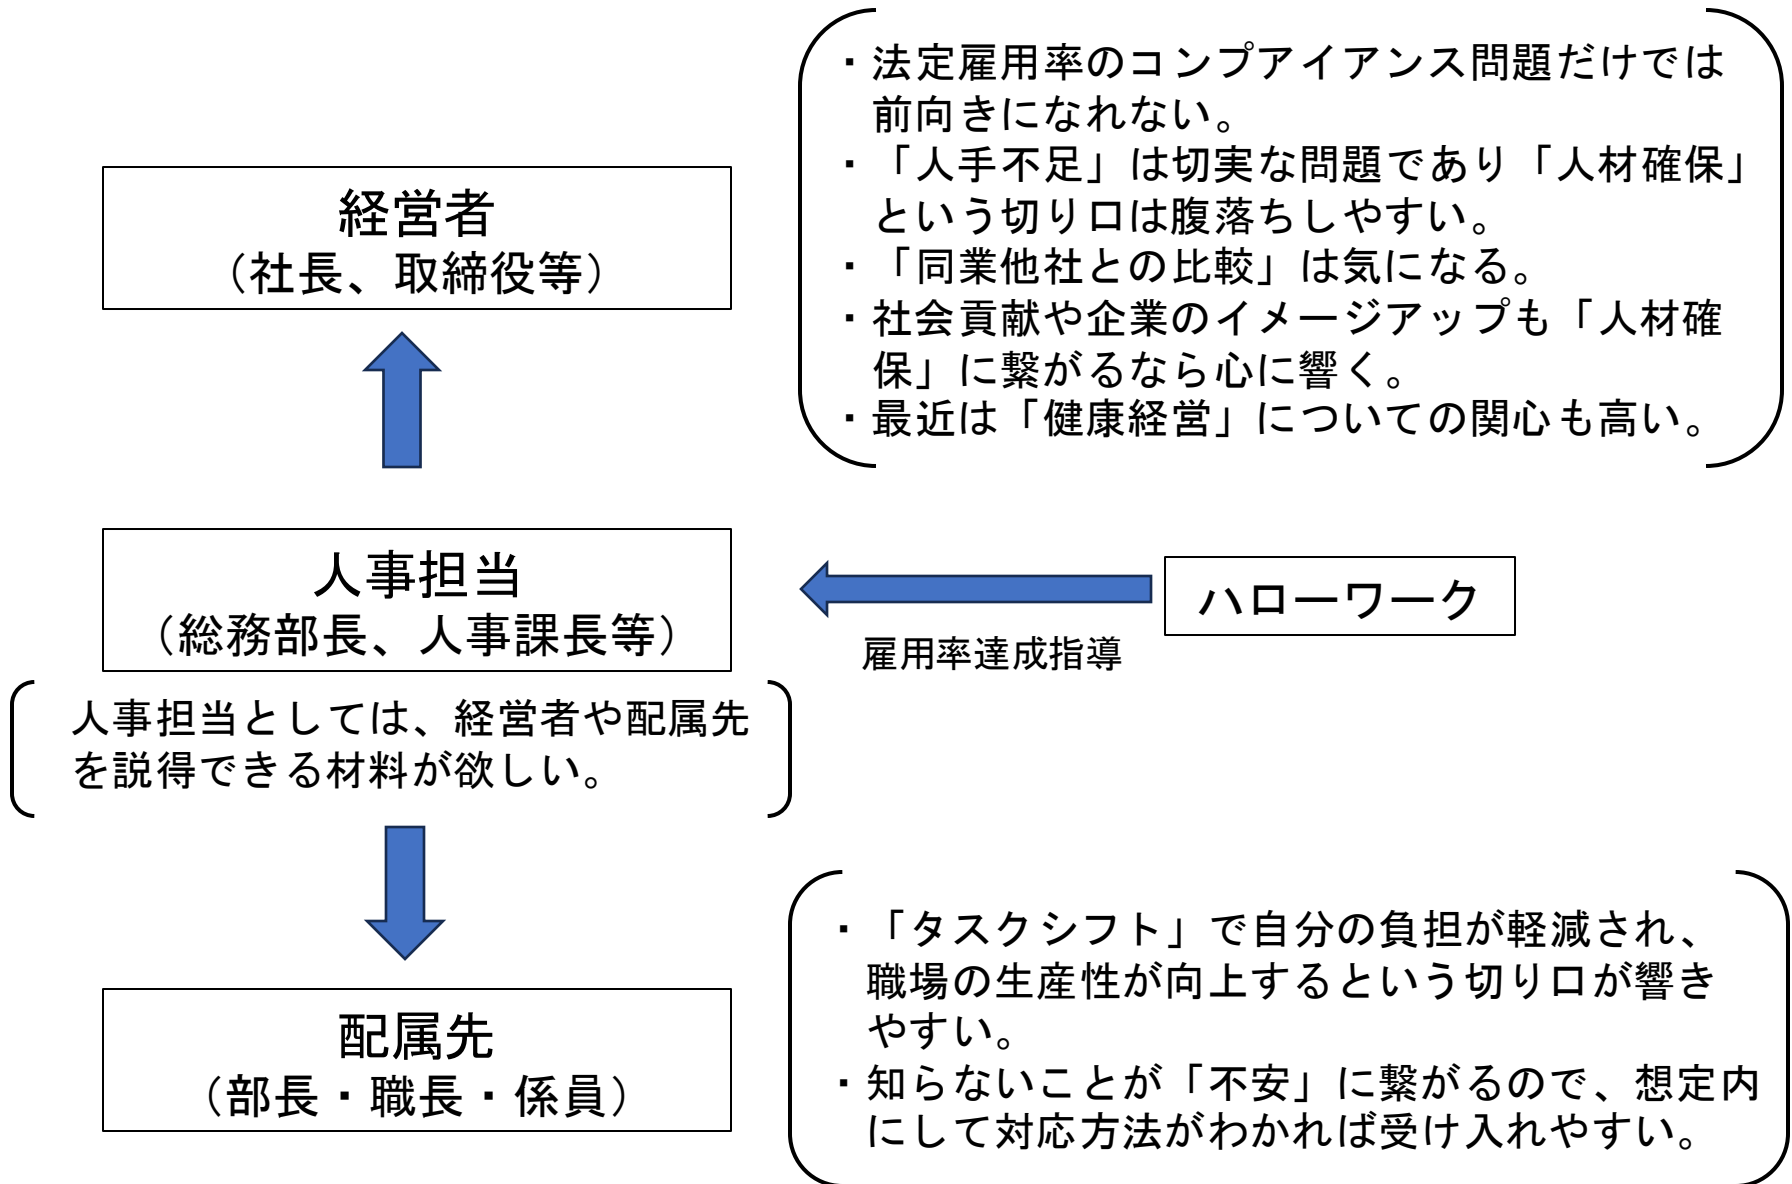 ・法定雇用率のコンプアイアンス問題だけでは
前向きになれない。
・「人手不足」は切実な問題であり「人材確保」
という切り口は腹落ちしやすい。
・「同業他社との比較」は気になる。
・社会貢献や企業のイメージアップも「人材確
保」に繋がるなら心に響く。
・最近は「健康経営」についての関心も高い。
経営者
（社長、取締役等）
人事担当
（総務部長、人事課長等）
ハローワーク
雇用率達成指導
人事担当としては、経営者や配属先
を説得できる材料が欲しい。
配属先
（部長・職長・係員）
・「タスクシフト」で自分の負担が軽減され、
職場の生産性が向上するという切り口が響き
やすい。
・知らないことが「不安」に繋がるので、想定内
にして対応方法がわかれば受け入れやすい。